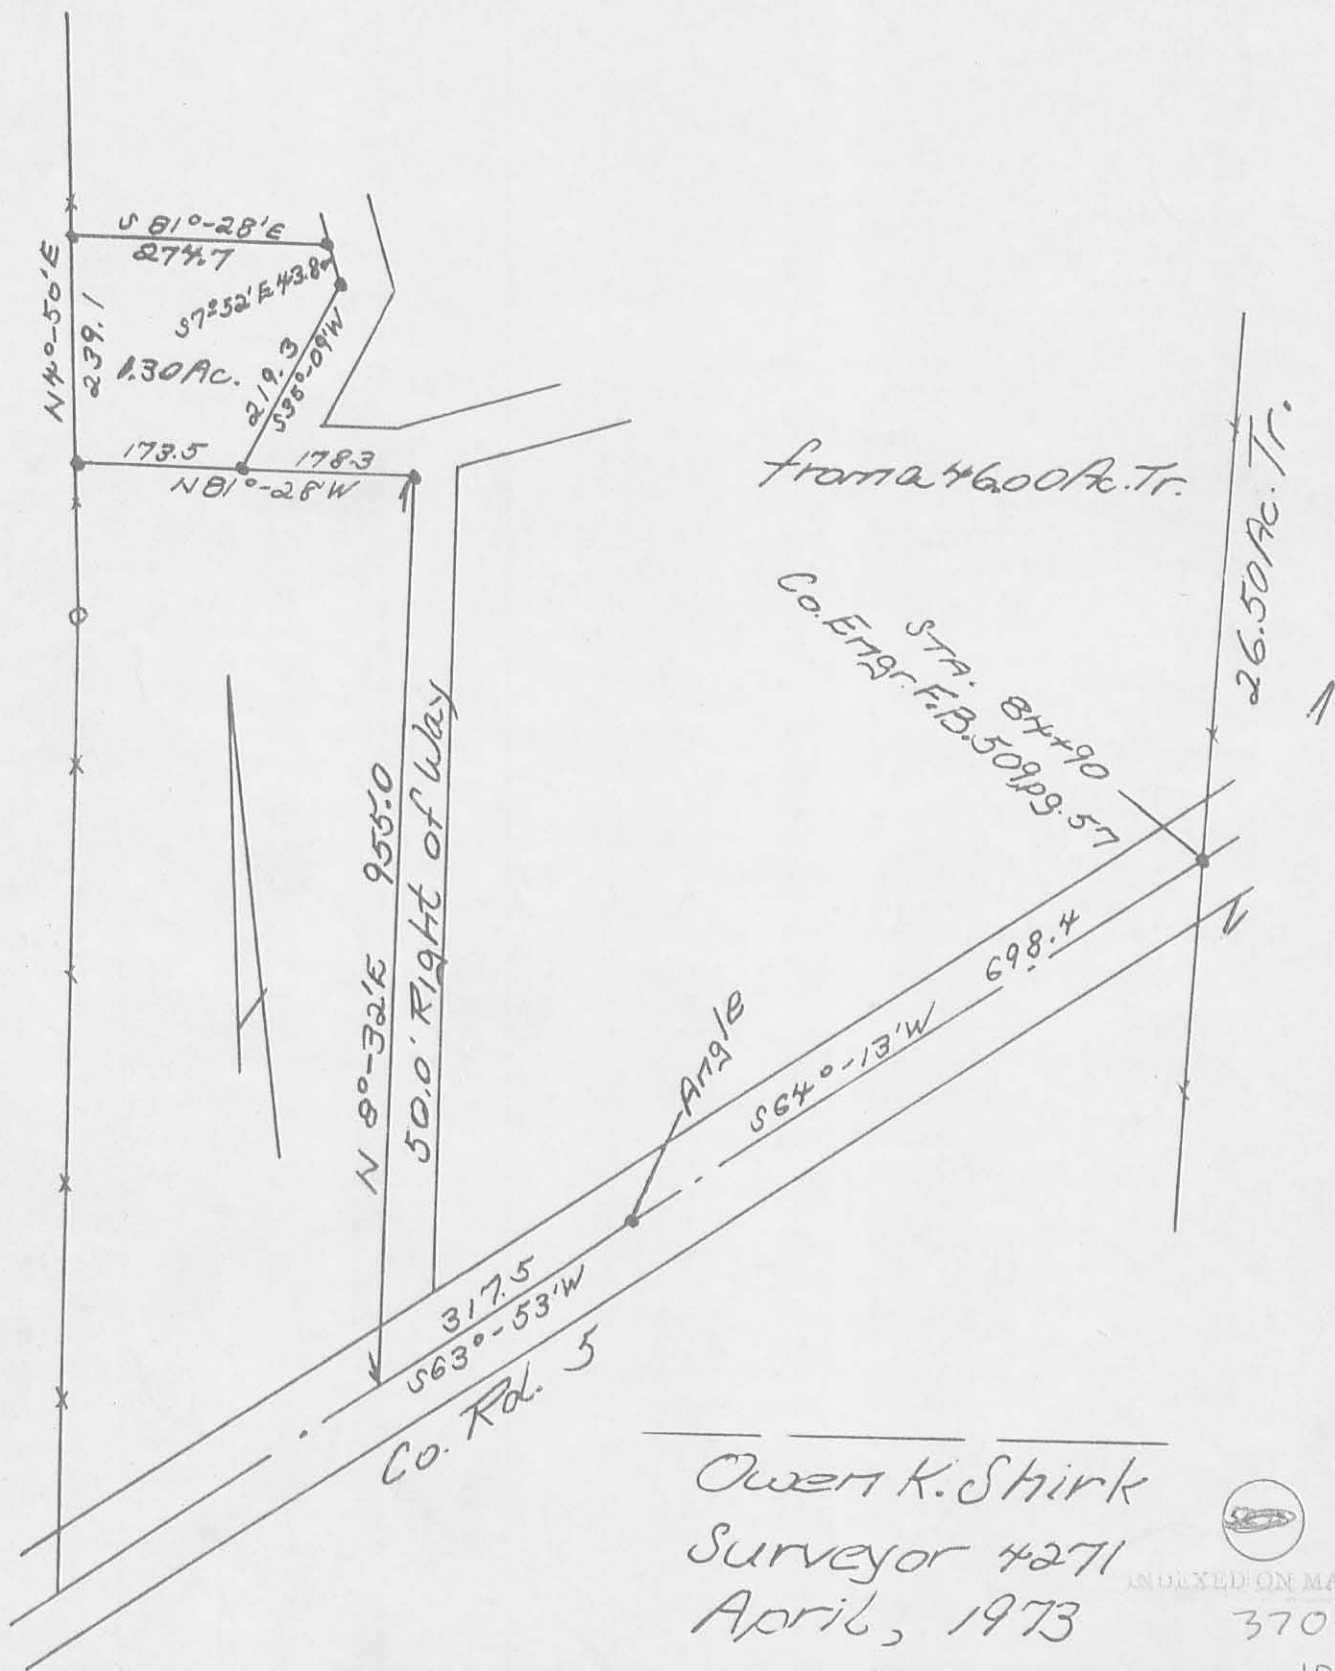 S 81°-28'E
274.7
S7°52'E 43.8
N4°-50'E
239.1
1.30 Ac.
219.3
S35°-09'W
173.5
178.3
N81°-28'W
from a 46.00 Ac. Tr.
26.50 Ac. Tr.
STA. 84+90
Co. Engr. F.B. 509, pg. 57
N 8°-32'E 955.0
50.0' Right of Way
698.4
S64°-13'W
Angle
317.5
S63°-53'W
Co. Rd. 5
Owen K. Shirk
Surveyor 4271
April, 1973
INDEXED ON MA
370